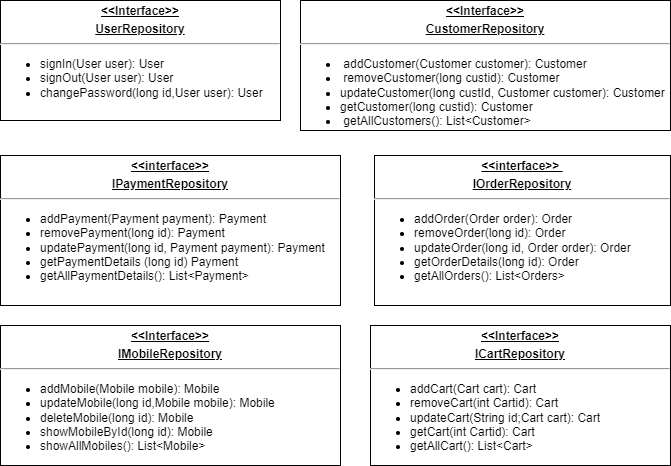 <<Interface>>
UserRepository
signIn(User user): User
signOut(User user): User
changePassword(long id,User user): User
<<Interface>>
CustomerRepository
addCustomer(Customer customer): Customer
removeCustomer(long custid): Customer
updateCustomer(long custId, Customer customer): Customer
getCustomer(long custid): Customer
getAllCustomers(): List<Customer>
<<interface>>
IPaymentRepository
addPayment(Payment payment): Payment
removePayment(long id): Payment
updatePayment(long id, Payment payment): Payment
getPaymentDetails (long id) Payment
getAllPaymentDetails(): List<Payment>
<<interface>>
IOrderRepository
addOrder(Order order): Order
removeOrder(long id): Order
updateOrder(long id, Order order): Order
getOrderDetails(long id): Order
getAllOrders(): List<Orders>
<<Interface>>
IMobileRepository
addMobile(Mobile mobile): Mobile
updateMobile(long id,Mobile mobile): Mobile
deleteMobile(long id): Mobile
showMobileById(long id): Mobile
showAllMobiles(): List<Mobile>
<<Interface>>
ICartRepository
addCart(Cart cart): Cart
removeCart(int Cartid): Cart
updateCart(String id;Cart cart): Cart
getCart(int Cartid): Cart
getAllCart(): List<Cart>